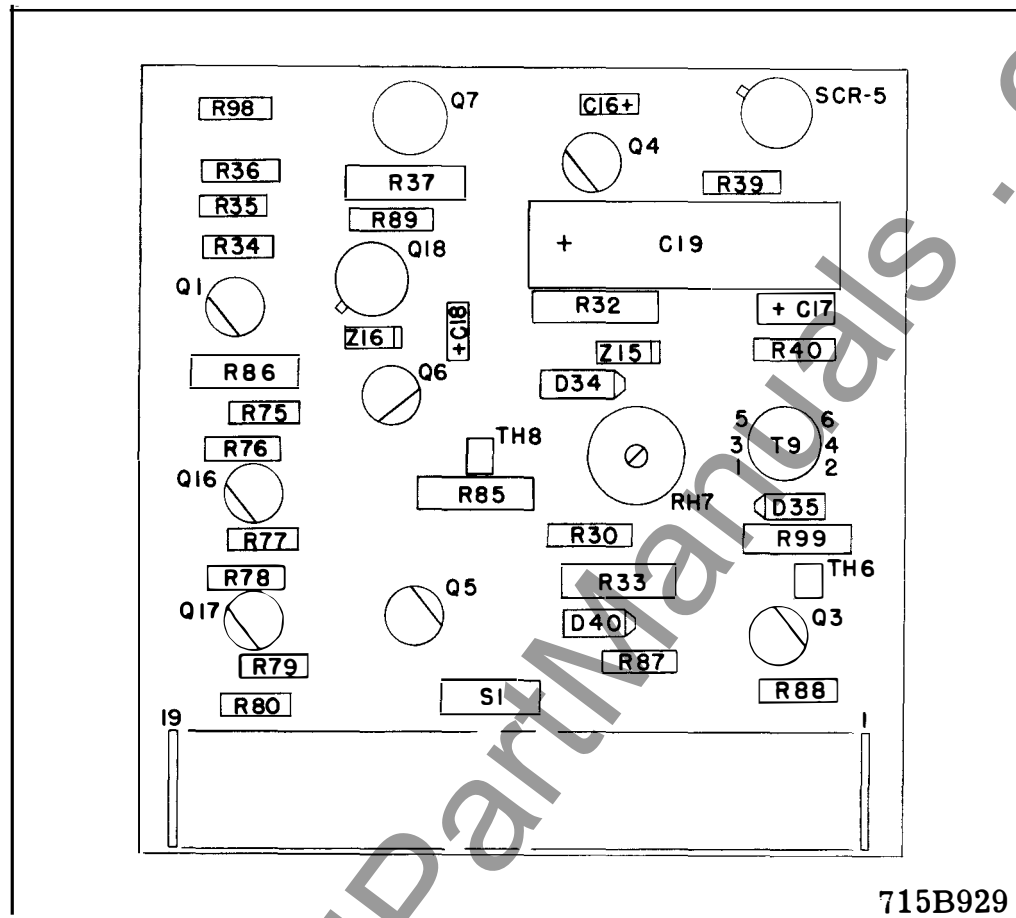 R98
Q7
C16+
SCR-5
Q4
R36
R37
R39
R35
R89
R34
Q18
+ C19
Q1
R32
+ C17
+C18
Z16
Z15
R40
R86
Q6
D34
R75
5 6
3 T9 4
1 2
R76
TH8
Q16
R85
RH7
D35
R77
R30
R99
R78
R33
TH6
Q17
Q5
D40
Q3
R79
R87
R80
S1
R88
19
1
715B929
PartManuals .